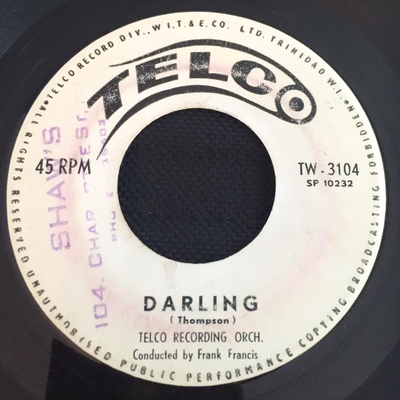 TELCO RECORD DIV., W.I.T. & E. CO. LTD. TRINIDAD W.I.
TELCO
45 RPM
TW - 3104
SP 10232
SHAW'S
104. CHAR
DARLING
( Thompson )
TELCO RECORDING ORCH.
Conducted by Frank Francis
ALL RIGHTS RESERVED UNAUTHORISED PUBLIC PERFORMANCE COPYING BROADCASTING FORBIDDEN